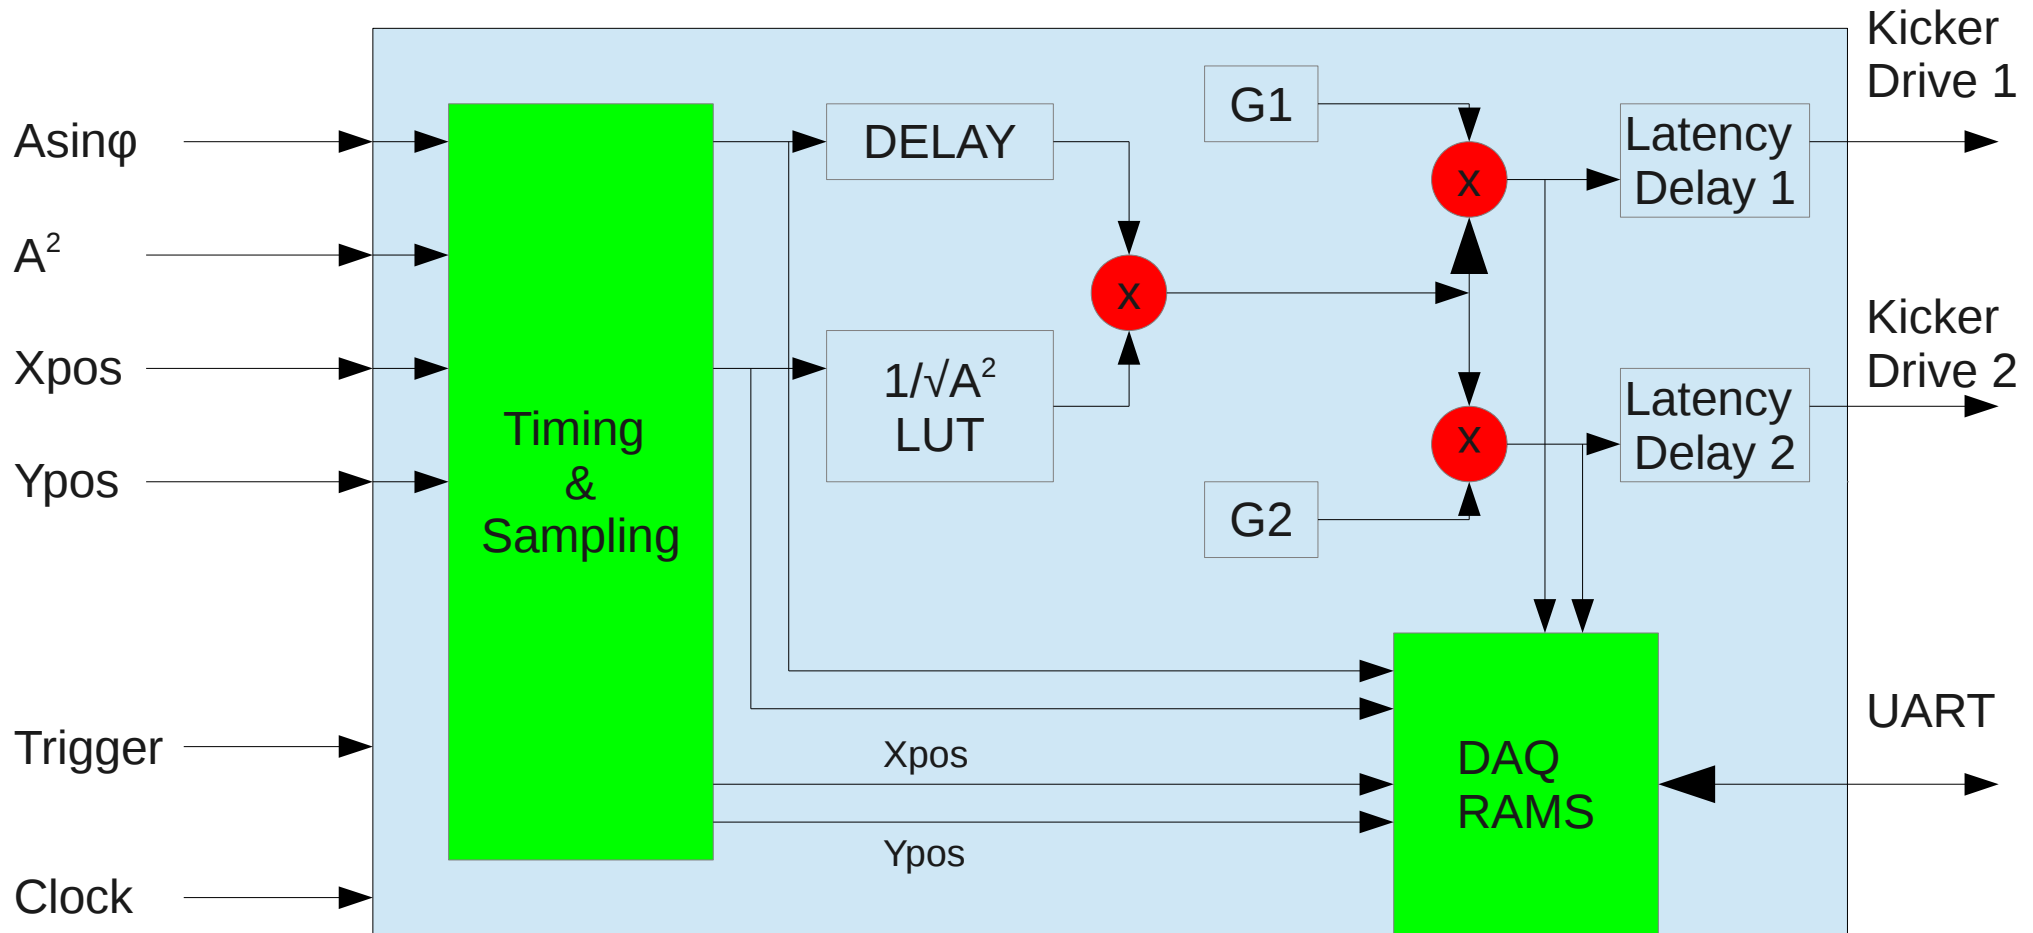 Kicker
Drive 1
G1
Asinφ
DELAY
x
Latency
Delay 1
A²
x
Kicker
Drive 2
Xpos
1/√A²
LUT
Latency
Delay 2
x
Timing
&
Sampling
Ypos
G2
UART
Trigger
Xpos
DAQ
RAMS
Ypos
Clock